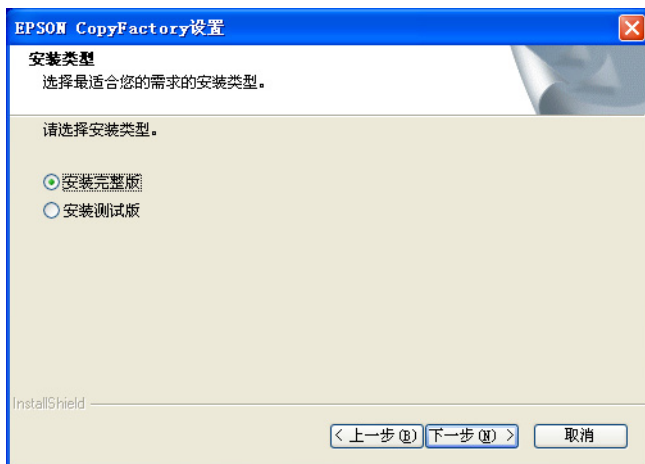 EPSON CopyFactory设置
安装类型
选择最适合您的需求的安装类型。
请选择安装类型。
安装完整版
安装测试版
InstallShield
< 上一步(B) 下一步(N) > 取消